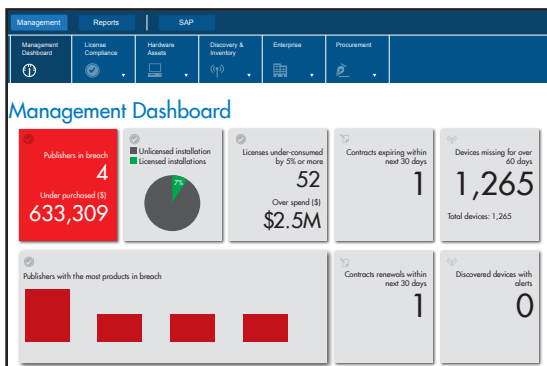 Management Reports SAP
Management Dashboard
License Compliance
Hardware Assets
Discovery & Inventory
Enterprise
Procurement
Management Dashboard
Publishers in breach
4
Under purchased ($)
633,309
Unlicensed installation
Licensed installations
7%
Licenses under-consumed
by 5% or more
52
Over spend ($)
$2.5M
Contracts expiring within
next 30 days
1
Devices missing for over
60 days
1,265
Total devices: 1,265
Publishers with the most products in breach
Contracts renewals within
next 30 days
1
Discovered devices with
alerts
0